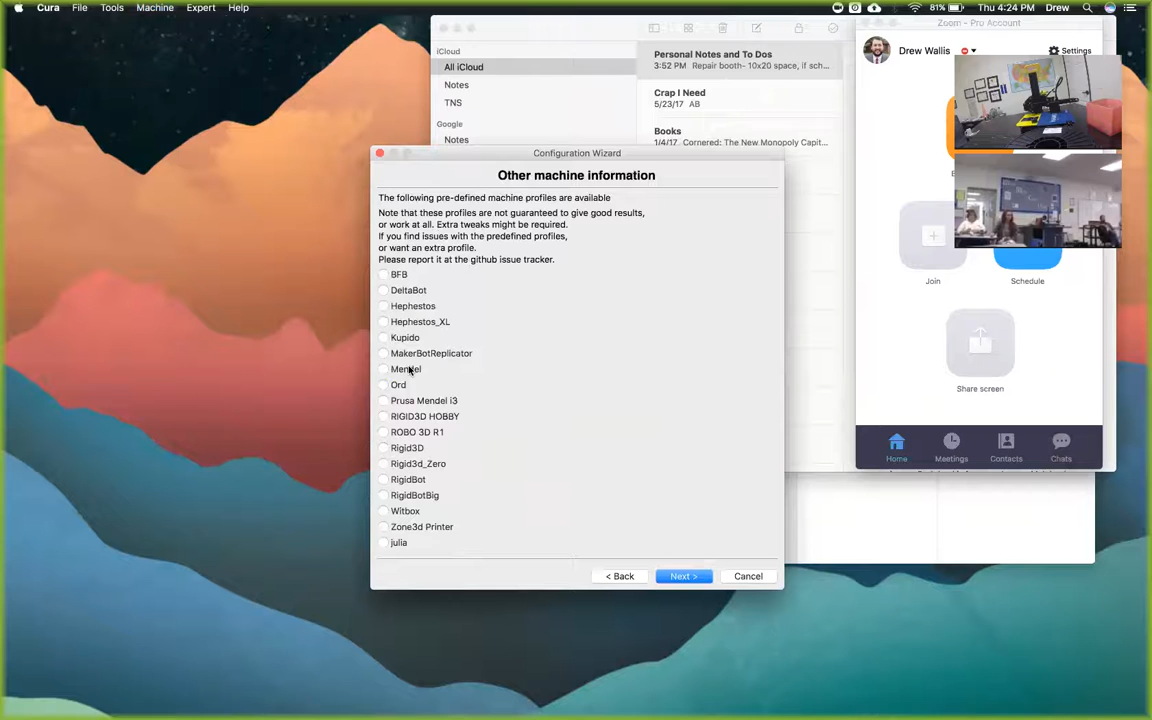 Cura File Tools Machine Expert Help
81% Thu 4:24 PM Drew
Zoom - Pro Account
iCloud
All iCloud
Notes
TNS
Google
Notes
Personal Notes and To Dos
3:52 PM Repair booth- 10x20 space, if sch...
Crap I Need
5/23/17 AB
Books
1/4/17 Cornered: The New Monopoly Capit...
Drew Wallis
Settings
Join
Schedule
Share screen
Home
Meetings
Contacts
Chats
Configuration Wizard
Other machine information
The following pre-defined machine profiles are available
Note that these profiles are not guaranteed to give good results,
or work at all. Extra tweaks might be required.
If you find issues with the predefined profiles,
or want an extra profile.
Please report it at the github issue tracker.
BFB
DeltaBot
Hephestos
Hephestos_XL
Kupido
MakerBotReplicator
Mendel
Ord
Prusa Mendel i3
RIGID3D HOBBY
ROBO 3D R1
Rigid3D
Rigid3d_Zero
RigidBot
RigidBotBig
Witbox
Zone3d Printer
julia
< Back
Next >
Cancel